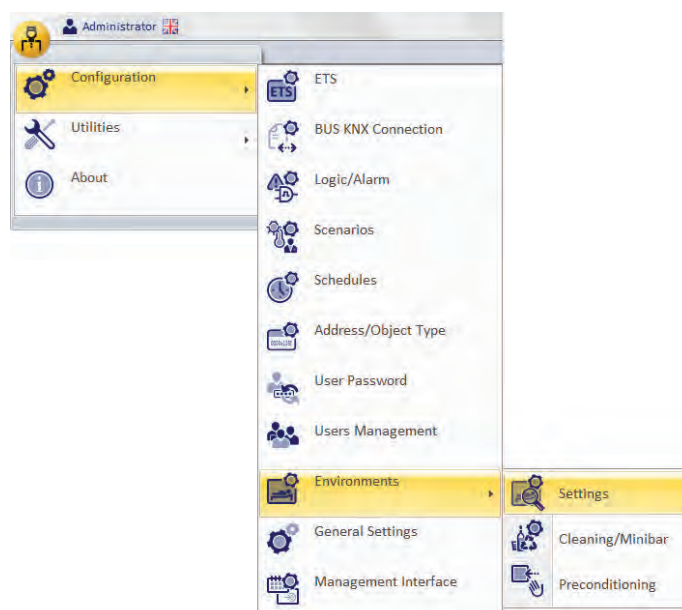 Administrator
Configuration
Utilities
About
ETS
ETS
BUS KNX Connection
Logic/Alarm
Scenarios
Schedules
Address/Object Type
User Password
Users Management
Environments
General Settings
Management Interface
Settings
Cleaning/Minibar
Preconditioning